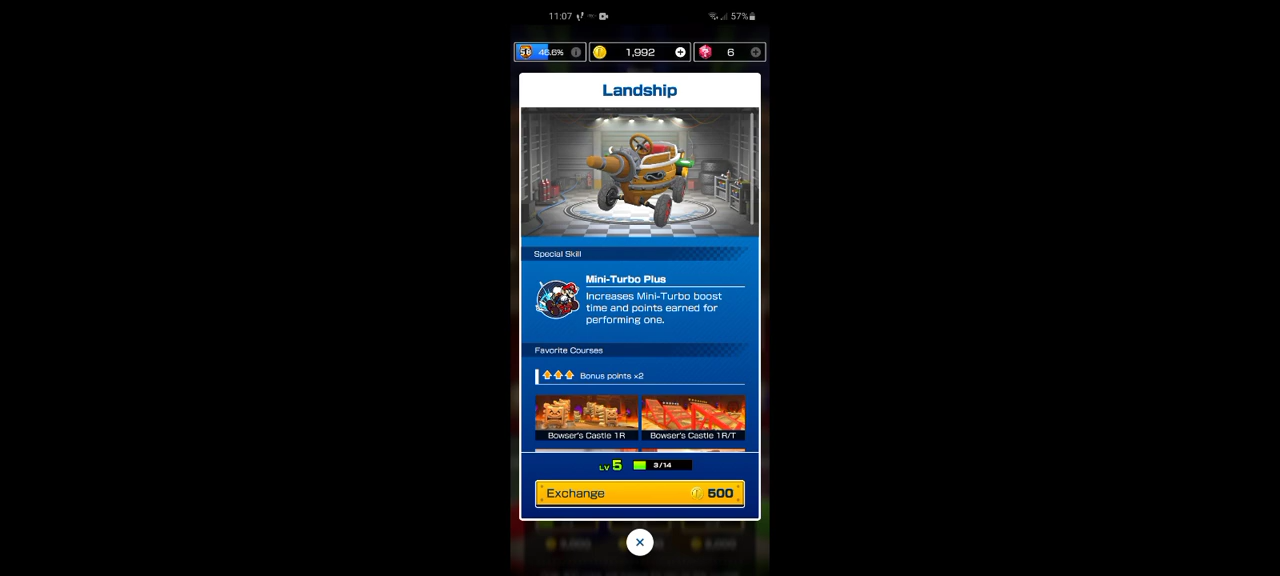 11:07
57%
58 46.6% 1,992 6
Landship
Special Skill
Mini-Turbo Plus
Increases Mini-Turbo boost
time and points earned for
performing one.
Favorite Courses
Bonus points ×2
Bowser's Castle 1R Bowser's Castle 1R/T
LV 5 3/14
Exchange 500